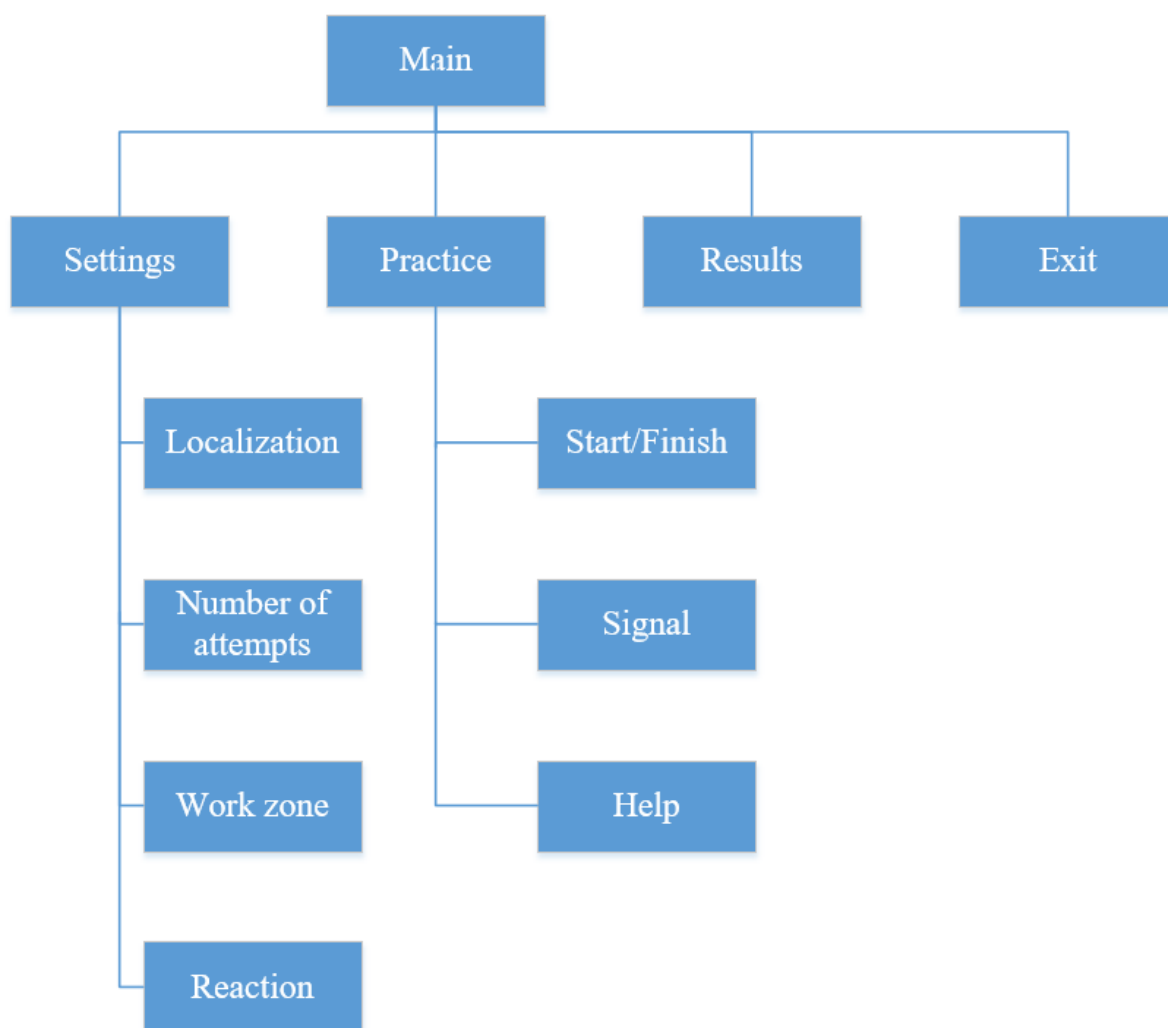 Main
Settings
Practice
Results
Exit
Localization
Start/Finish
Number of
attempts
Signal
Work zone
Help
Reaction